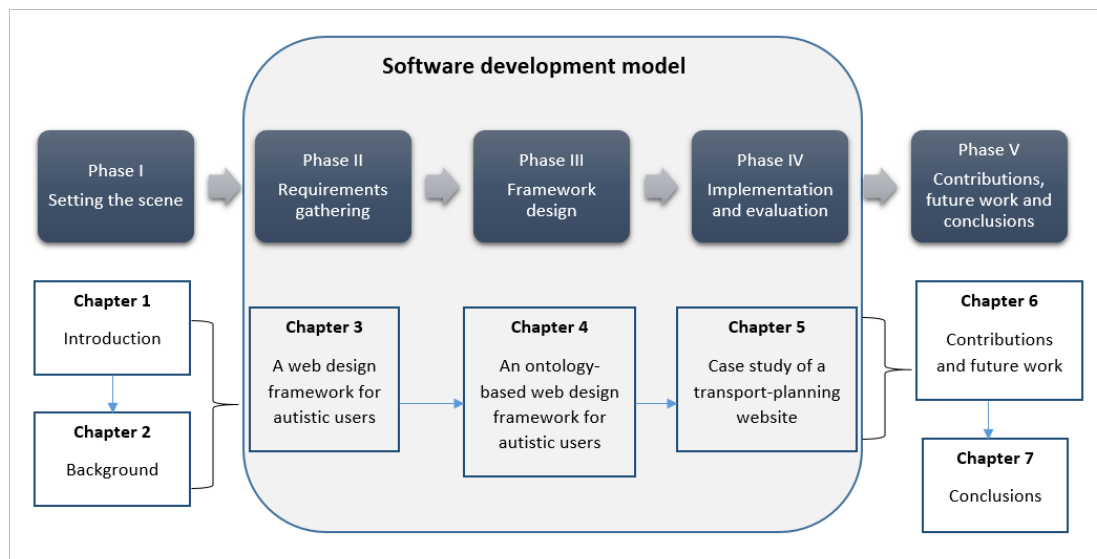 Software development model
Phase I
Setting the scene
Phase II
Requirements
gathering
Phase III
Framework
design
Phase IV
Implementation
and evaluation
Phase V
Contributions,
future work and
conclusions
Chapter 1
Introduction
Chapter 2
Background
Chapter 3
A web design
framework for
autistic users
Chapter 4
An ontology-
based web design
framework for
autistic users
Chapter 5
Case study of a
transport-planning
website
Chapter 6
Contributions
and future work
Chapter 7
Conclusions